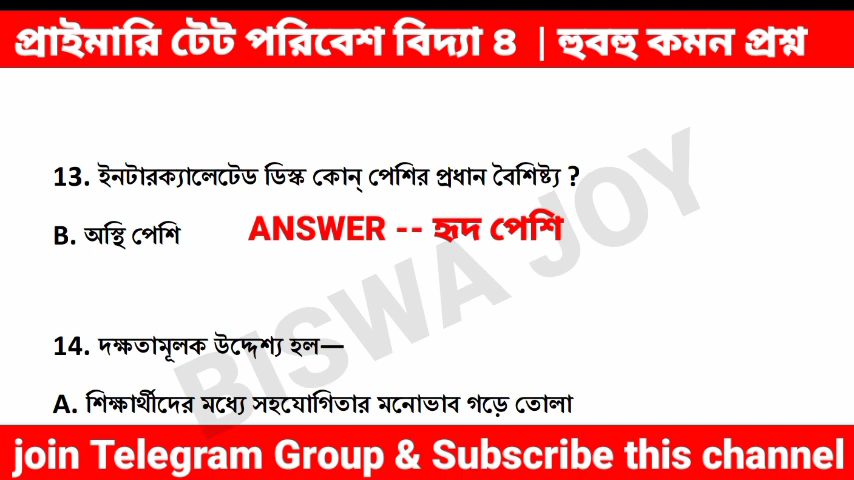 প্রাইমারি টেট পরিবেশ বিদ্যা ৪ | হুবহু কমন প্রশ্ন
13. ইনটারক্যালেটেড ডিস্ক কোন্ পেশির প্রধান বৈশিষ্ট্য ?
B. অস্থি পেশি ANSWER -- হৃদ পেশি
14. দক্ষতামূলক উদ্দেশ্য হল—
A. শিক্ষার্থীদের মধ্যে সহযোগিতার মনোভাব গড়ে তোলা
BISWA JOY
join Telegram Group & Subscribe this channel